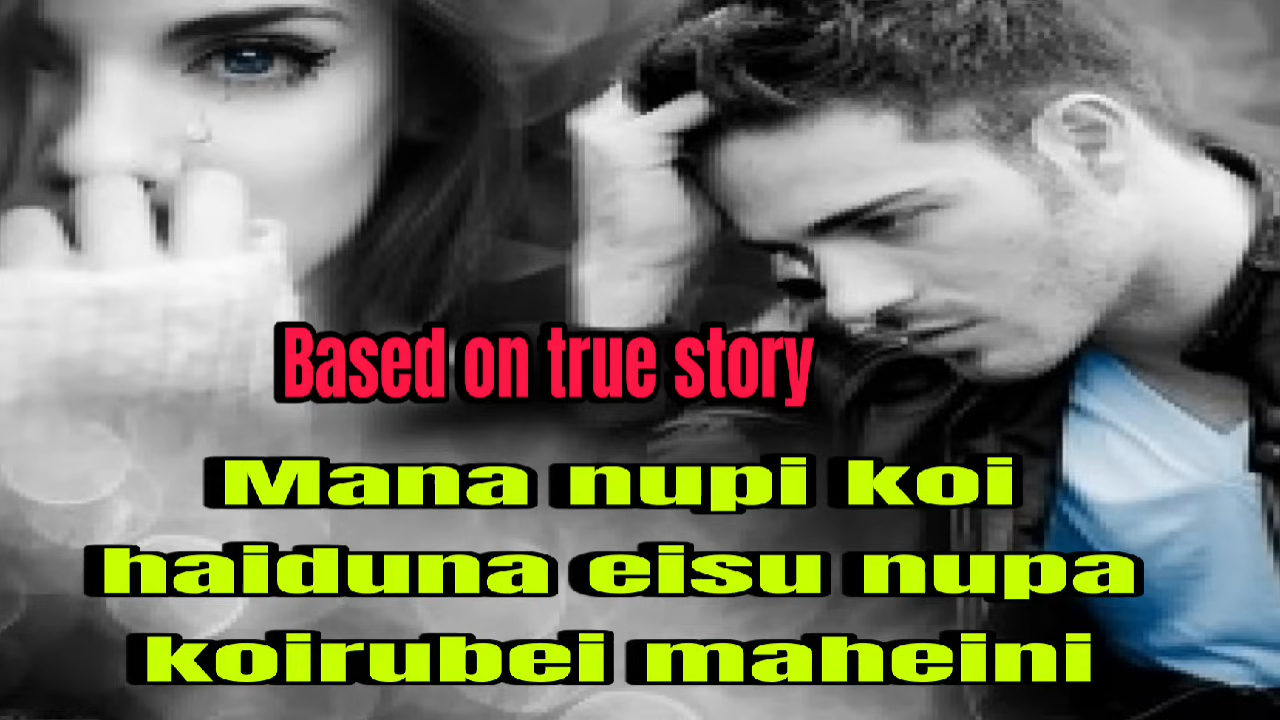 Based on true story
Mana nupi koi
haiduna eisu nupa
koirubei maheini